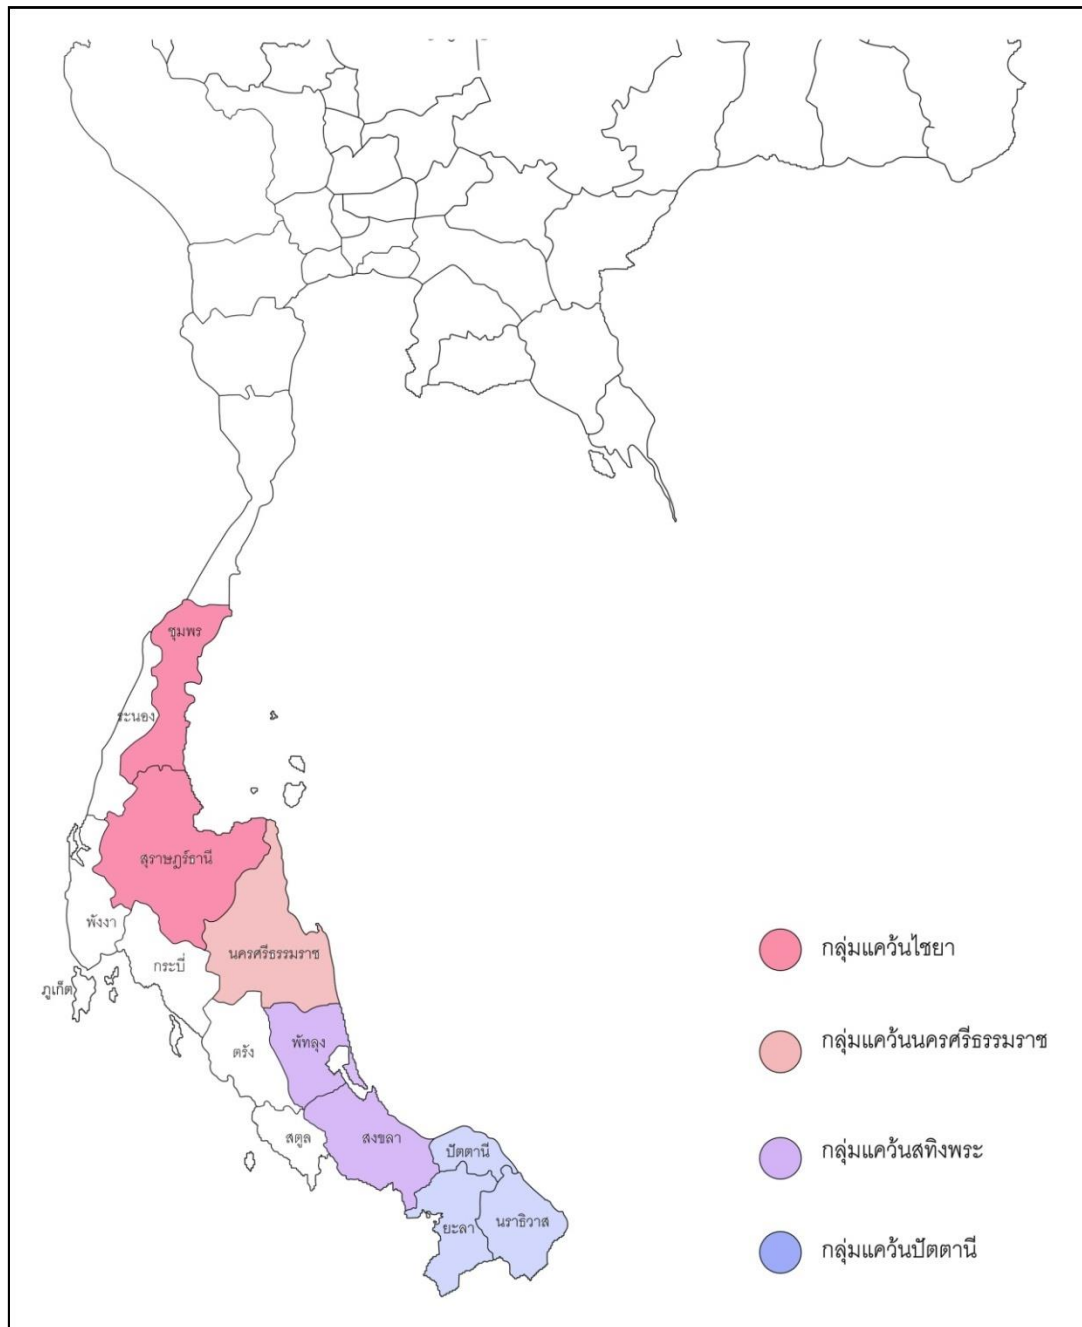 ชุมพร
ระนอง
สุราษฎร์ธานี
พังงา
นครศรีธรรมราช
กระบี่
ภูเก็ต
ตรัง
พัทลุง
สตูล
สงขลา
ปัตตานี
ยะลา
นราธิวาส
กลุ่มแคว้นไชยา
กลุ่มแคว้นนครศรีธรรมราช
กลุ่มแคว้นสทิงพระ
กลุ่มแคว้นปัตตานี